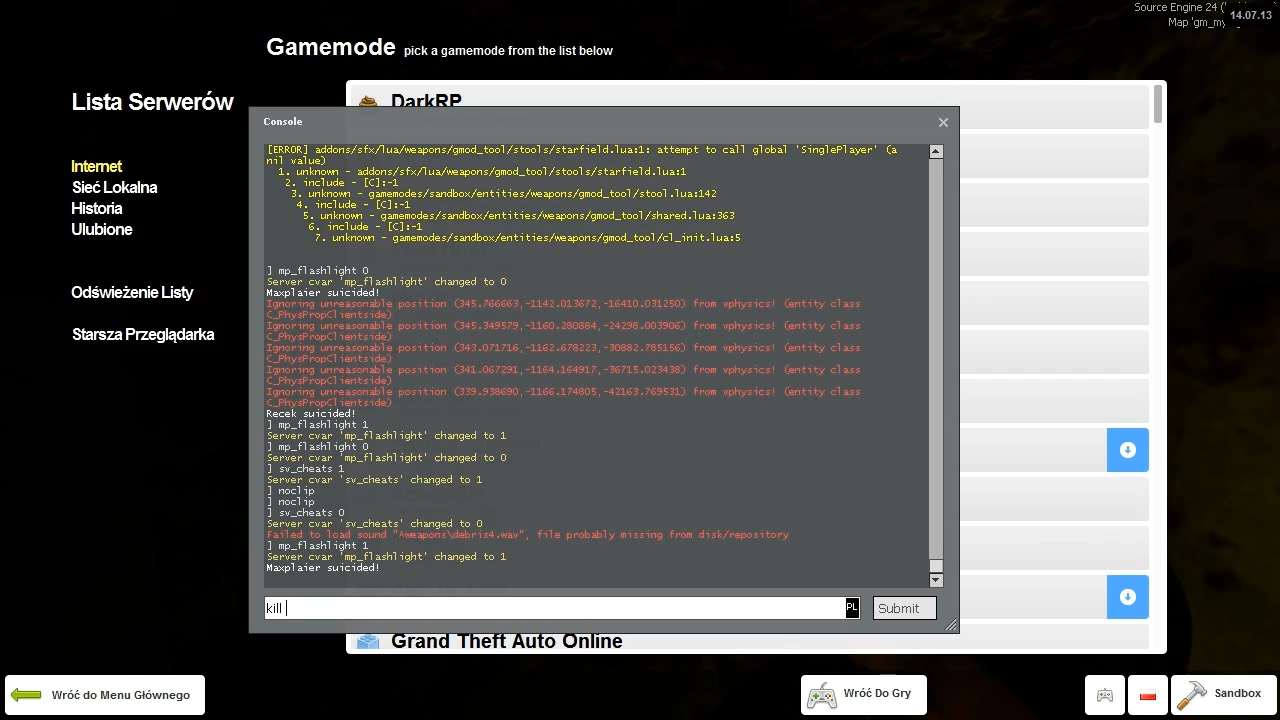 Source Engine 24 (
14.07.13
Map 'gm_my
Gamemode pick a gamemode from the list below
Lista Serwerów
Internet
Sieć Lokalna
Historia
Ulubione
Odświeżenie Listy
Starsza Przeglądarka
DarkRP
Console
[ERROR] addons/sfx/lua/weapons/gmod_tool/stools/starfield.lua:1: attempt to call global 'SinglePlayer' (a
nil value)
1. unknown - addons/sfx/lua/weapons/gmod_tool/stools/starfield.lua:1
2. include - [C]:-1
3. unknown - gamemodes/sandbox/entities/weapons/gmod_tool/stool.lua:142
4. include - [C]:-1
5. unknown - gamemodes/sandbox/entities/weapons/gmod_tool/shared.lua:363
6. include - [C]:-1
7. unknown - gamemodes/sandbox/entities/weapons/gmod_tool/cl_init.lua:5
] mp_flashlight 0
Server cvar 'mp_flashlight' changed to 0
Maxplaier suicided!
Ignoring unreasonable position (345.766663,-1142.013672,-16410.031250) from vphysics! (entity class
C_PhysPropClientside)
Ignoring unreasonable position (345.349579,-1160.280884,-24298.003906) from vphysics! (entity class
C_PhysPropClientside)
Ignoring unreasonable position (343.071716,-1162.678223,-30882.785156) from vphysics! (entity class
C_PhysPropClientside)
Ignoring unreasonable position (341.067291,-1164.164917,-36715.023438) from vphysics! (entity class
C_PhysPropClientside)
Ignoring unreasonable position (339.938690,-1166.174805,-42163.769531) from vphysics! (entity class
C_PhysPropClientside)
Recek suicided!
] mp_flashlight 1
Server cvar 'mp_flashlight' changed to 1
] mp_flashlight 0
Server cvar 'mp_flashlight' changed to 0
] sv_cheats 1
Server cvar 'sv_cheats' changed to 1
] noclip
] noclip
] sv_cheats 0
Server cvar 'sv_cheats' changed to 0
Failed to load sound "Aweapons\debris4.wav", file probably missing from disk/repository
] mp_flashlight 1
Server cvar 'mp_flashlight' changed to 1
Maxplaier suicided!
kill
PL
Submit
Grand Theft Auto Online
Wróć do Menu Głównego
Wróć Do Gry
Sandbox